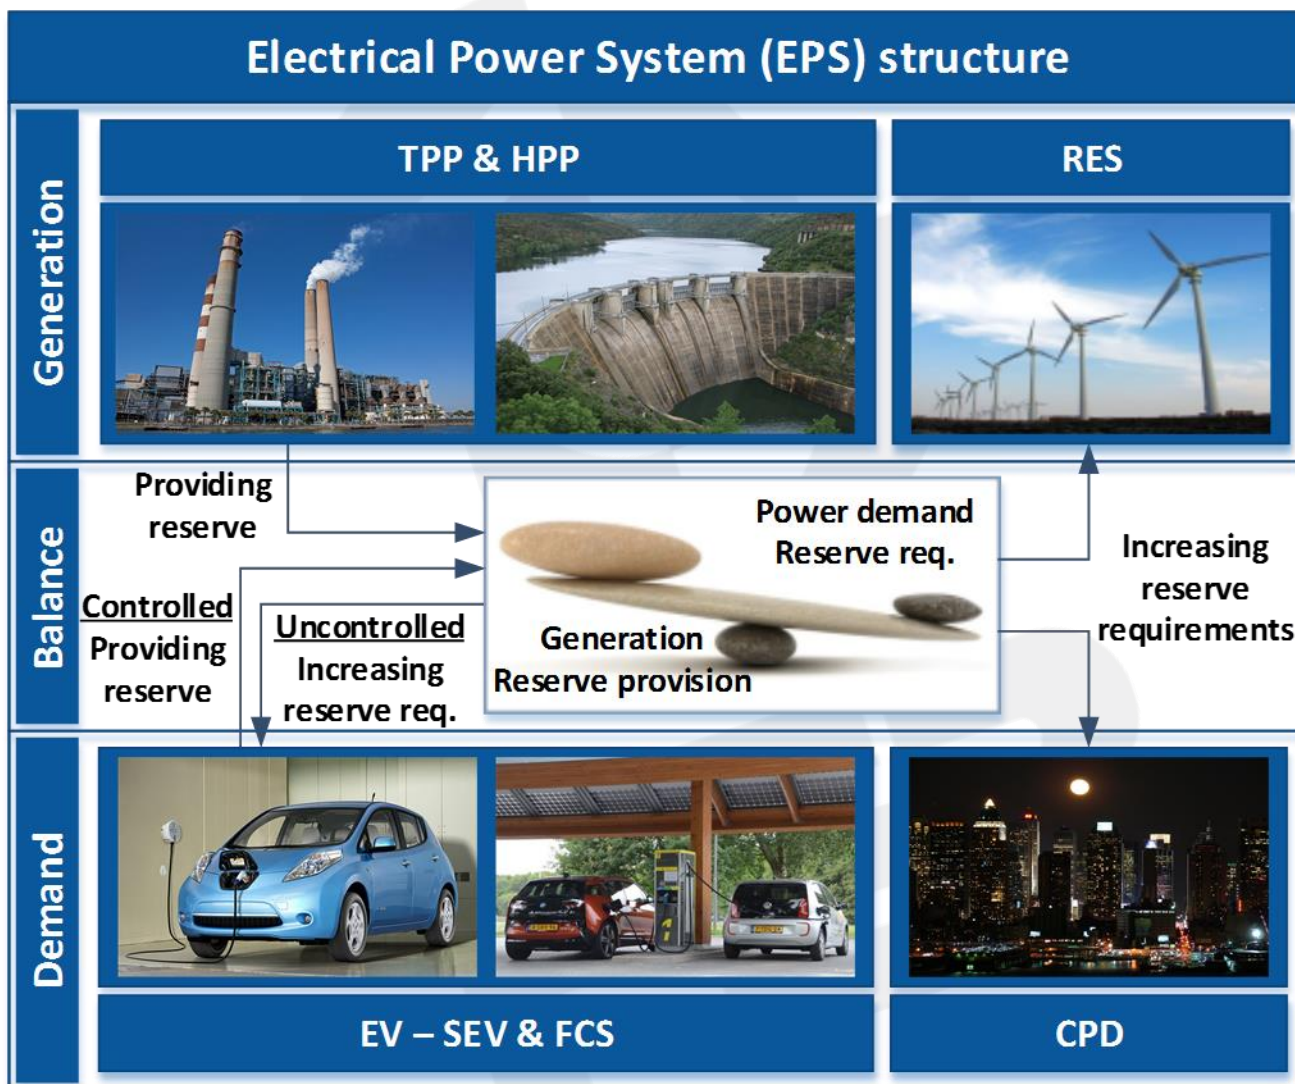 Electrical Power System (EPS) structure
Generation
TPP & HPP
RES
Balance
Providing
reserve
Controlled
Providing
reserve
Uncontrolled
Increasing
reserve req.
Power demand
Reserve req.
Generation
Reserve provision
Increasing
reserve
requirements
Demand
EV – SEV & FCS
CPD